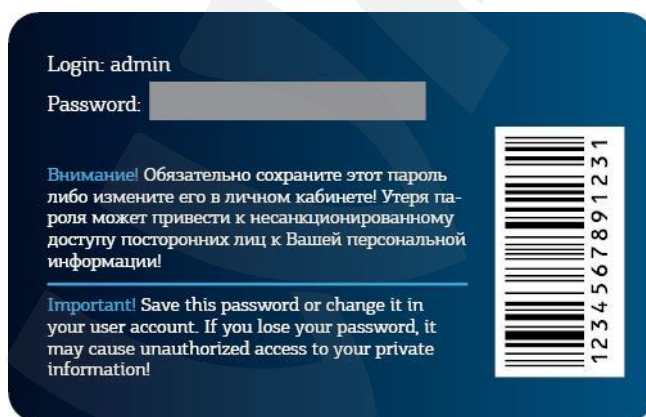 Login: admin
Password:
Внимание! Обязательно сохраните этот пароль
либо измените его в личном кабинете! Утеря па-
роля может привести к несанкционированному
доступу посторонних лиц к Вашей персональной
информации!
Important! Save this password or change it in
your user account. If you lose your password, it
may cause unauthorized access to your private
information!
1234567891231